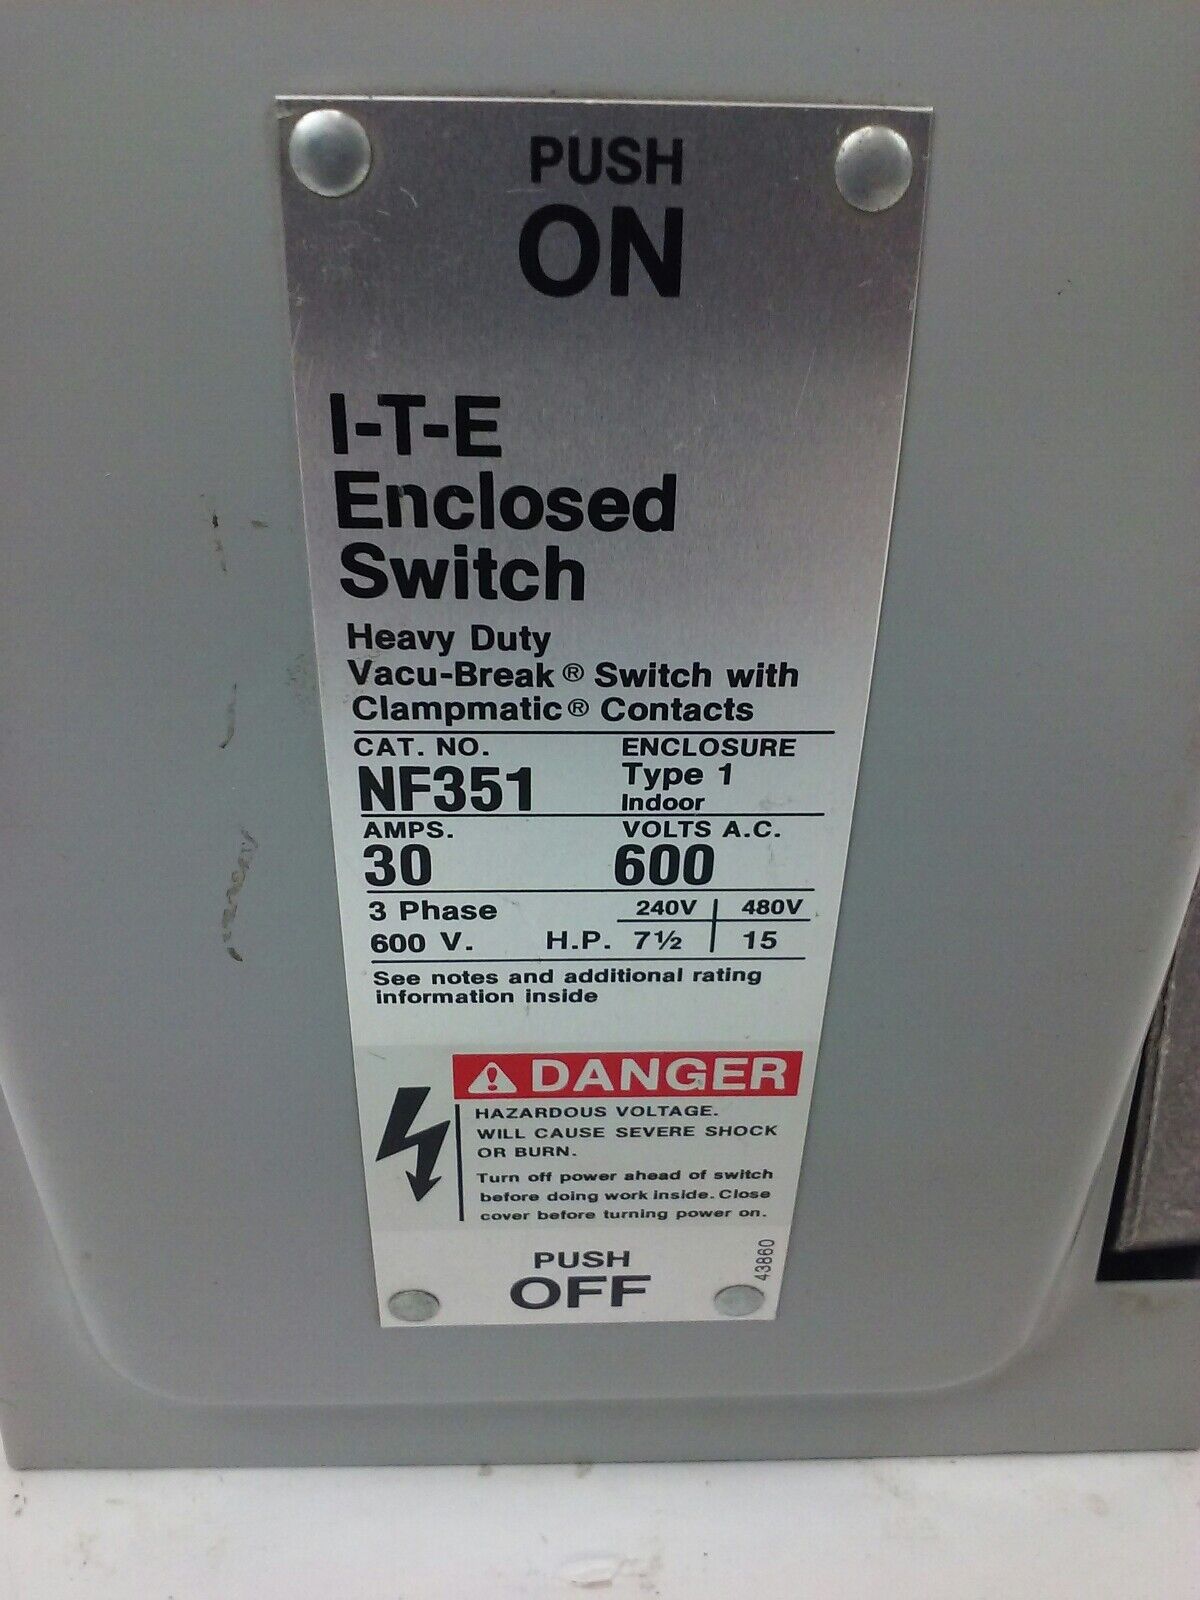 PUSH
ON
I-T-E
Enclosed
Switch
Heavy Duty
Vacu-Break® Switch with
Clampmatic® Contacts
CAT. NO. ENCLOSURE
NF351 Type 1
Indoor
AMPS. VOLTS A.C.
30 600
3 Phase 240V 480V
600 V. H.P. 7½ 15
See notes and additional rating
information inside
DANGER
HAZARDOUS VOLTAGE.
WILL CAUSE SEVERE SHOCK
OR BURN.
Turn off power ahead of switch
before doing work inside. Close
cover before turning power on.
PUSH
OFF
43860